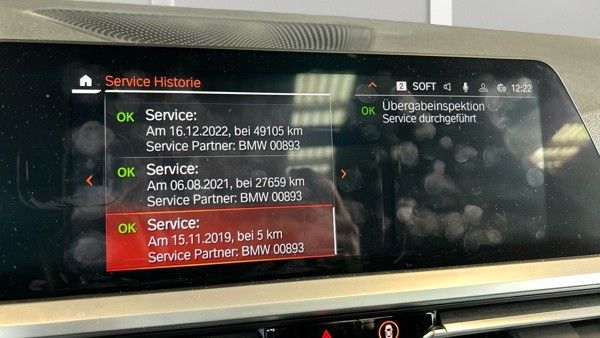 Service Historie
2 SOFT 12:22
OK Service:
Am 16.12.2022, bei 49105 km
Service Partner: BMW 00893
OK Service:
Am 06.08.2021, bei 27659 km
Service Partner: BMW 00893
OK Service:
Am 15.11.2019, bei 5 km
Service Partner: BMW 00893
OK Übergabeinspektion
Service durchgeführt